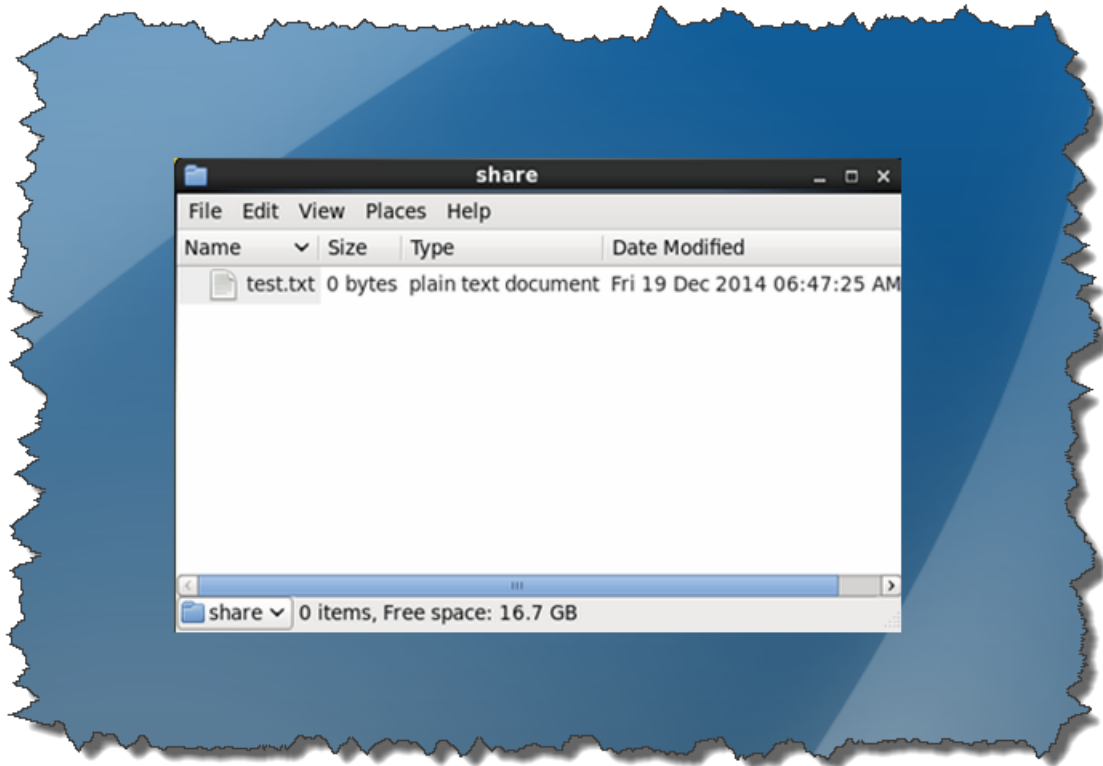 share
File Edit View Places Help
Name Size Type Date Modified
test.txt 0 bytes plain text document Fri 19 Dec 2014 06:47:25 AM
share 0 items, Free space: 16.7 GB